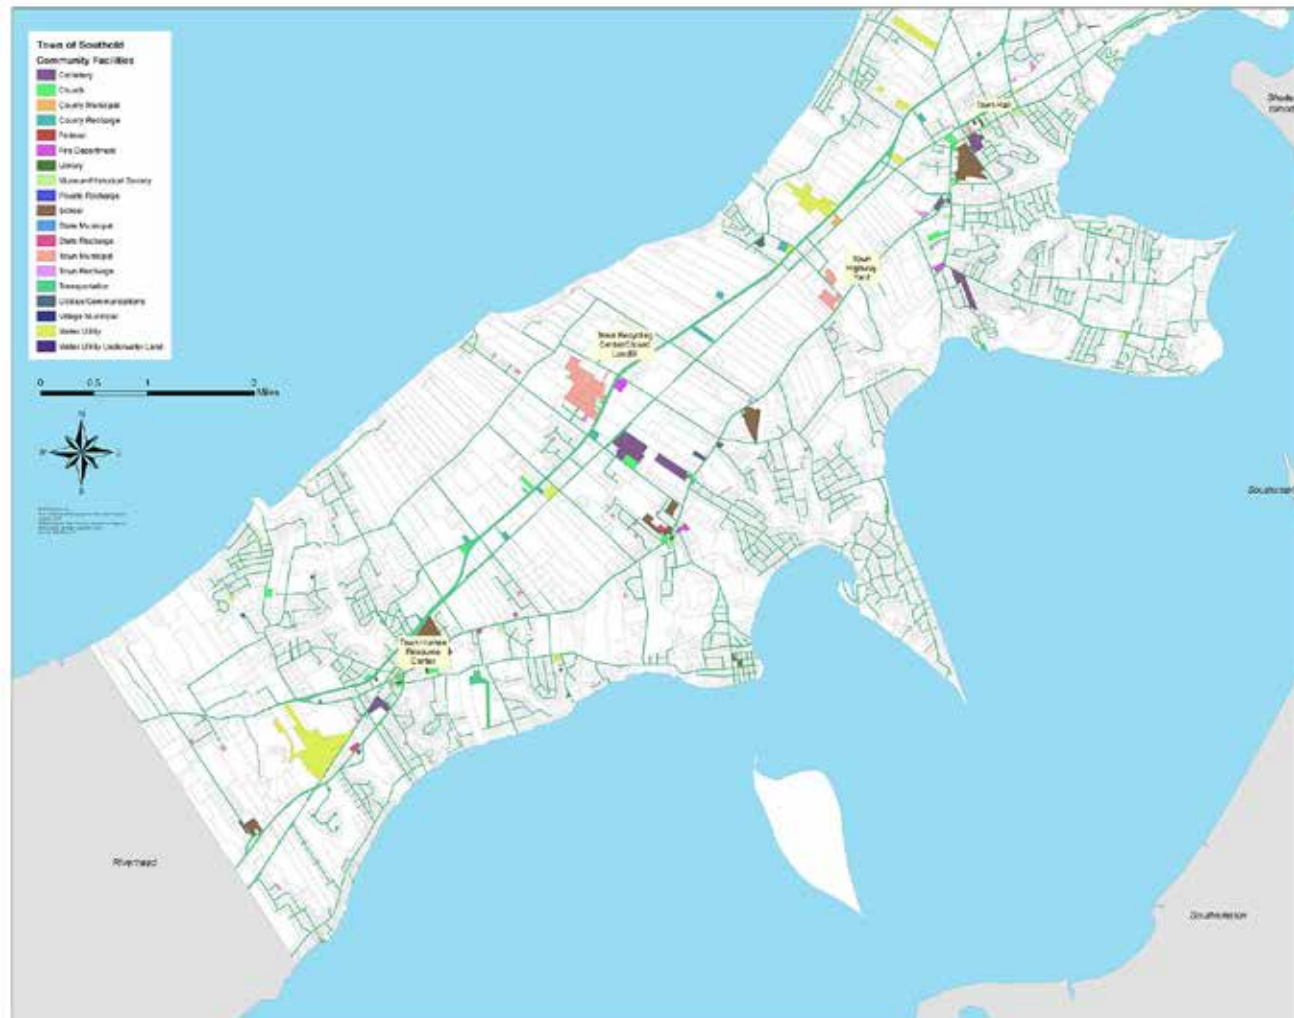 Town of Southold
Community Facilities
Cemetery
Church
County Municipal
County Recharge
Federal
Fire Department
Library
Museum/Historical Society
Private Recharge
School
State Municipal
State Recharge
Town Municipal
Town Recharge
Transportation
Utilities/Communications
Village Municipal
Water Utility
Water Utility Underwater Land
0 0.5 1 2
Miles
N
W
E
S
Town Hall
Town
Highway
Yard
Town Recycling
Center/Closed
Landfill
Town Human
Resource
Center
Riverhead
Southampton